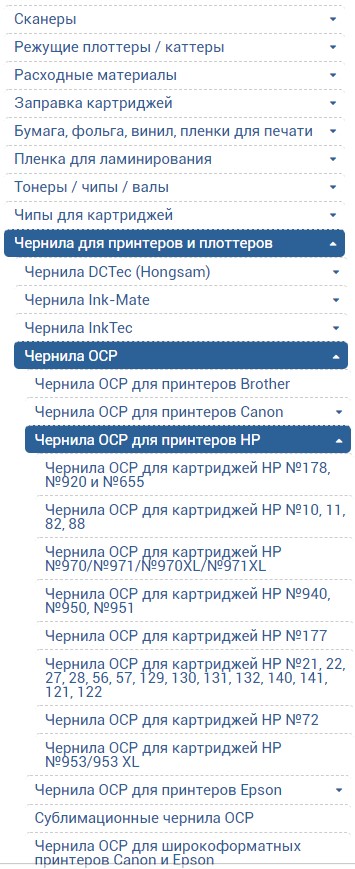 Сканеры
Режущие плоттеры / каттеры
Расходные материалы
Заправка картриджей
Бумага, фольга, винил, пленки для печати
Пленка для ламинирования
Тонеры / чипы / валы
Чипы для картриджей
Чернила для принтеров и плоттеров
Чернила DCTec (Hongsam)
Чернила Ink-Mate
Чернила InkTec
Чернила OCP
Чернила OCP для принтеров Brother
Чернила OCP для принтеров Canon
Чернила OCP для принтеров HP
Чернила OCP для картриджей HP №178,
№920 и №655
Чернила OCP для картриджей HP №10, 11,
82, 88
Чернила OCP для картриджей HP
№970/№971/№970XL/№971XL
Чернила OCP для картриджей HP №940,
№950, №951
Чернила OCP для картриджей HP №177
Чернила OCP для картриджей HP №21, 22,
27, 28, 56, 57, 129, 130, 131, 132, 140, 141,
121, 122
Чернила OCP для картриджей HP №72
Чернила OCP для картриджей HP
№953/953 XL
Чернила OCP для принтеров Epson
Сублимационные чернила OCP
Чернила OCP для широкоформатных
принтеров Canon и Epson